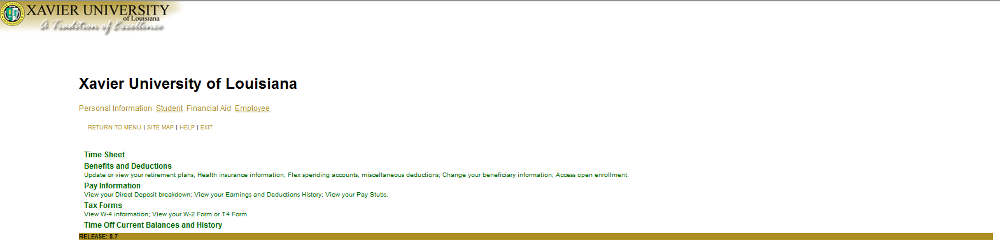 XAVIER UNIVERSITY
of Louisiana
A Tradition of Excellence
Xavier University of Louisiana
Personal Information Student Financial Aid Employee
RETURN TO MENU | SITE MAP | HELP | EXIT
Time Sheet
Benefits and Deductions
Update or view your retirement plans, Health insurance information, Flex spending accounts, miscellaneous deductions; Change your beneficiary information; Access open enrollment.
Pay Information
View your Direct Deposit breakdown; View your Earnings and Deductions History; View your Pay Stubs.
Tax Forms
View W-4 information; View your W-2 Form or T4 Form.
Time Off Current Balances and History
RELEASE: 8.7